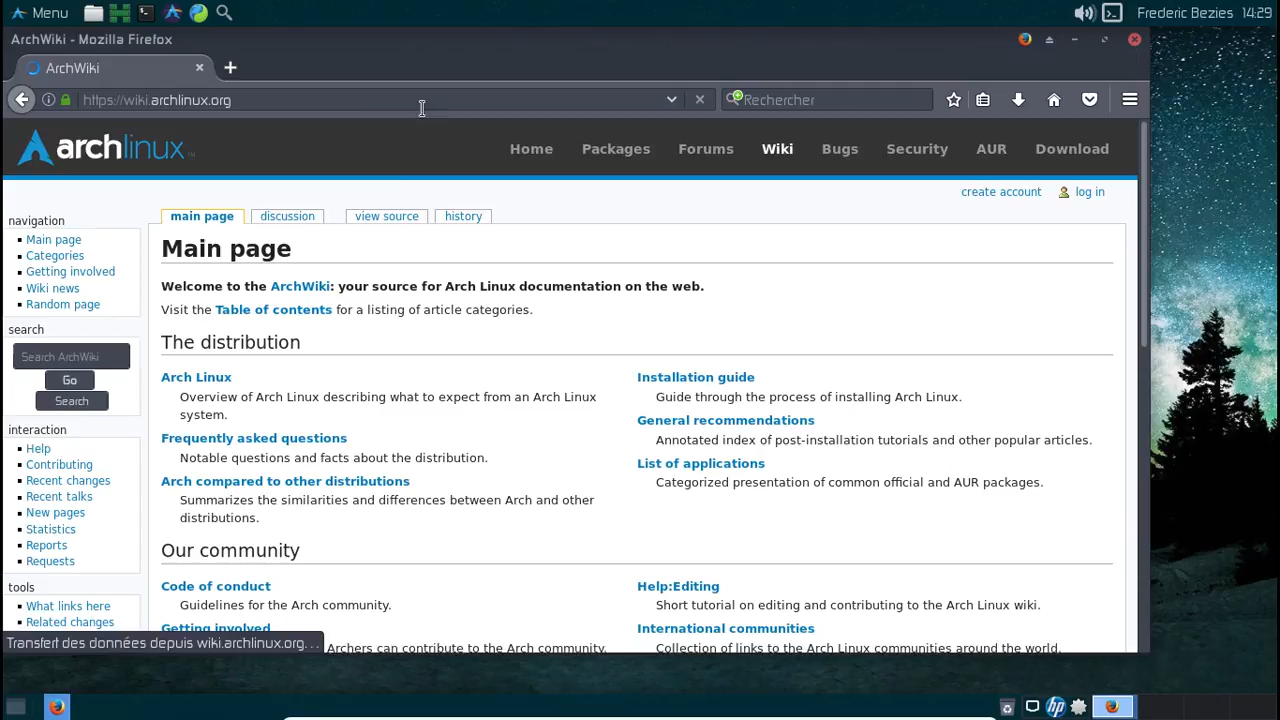 Menu
Frederic Bezies 14:29
ArchWiki - Mozilla Firefox
ArchWiki
https://wiki.archlinux.org
Rechercher
archlinux™
Home Packages Forums Wiki Bugs Security AUR Download
create account log in
main page discussion view source history
navigation
Main page
Categories
Getting involved
Wiki news
Random page
search
Search ArchWiki
Go
Search
interaction
Help
Contributing
Recent changes
Recent talks
New pages
Statistics
Reports
Requests
tools
What links here
Related changes
Transfert des données depuis wiki.archlinux.org...
Main page
Welcome to the ArchWiki: your source for Arch Linux documentation on the web.
Visit the Table of contents for a listing of article categories.
The distribution
Arch Linux
Overview of Arch Linux describing what to expect from an Arch Linux
system.
Frequently asked questions
Notable questions and facts about the distribution.
Arch compared to other distributions
Summarizes the similarities and differences between Arch and other
distributions.
Installation guide
Guide through the process of installing Arch Linux.
General recommendations
Annotated index of post-installation tutorials and other popular articles.
List of applications
Categorized presentation of common official and AUR packages.
Our community
Code of conduct
Guidelines for the Arch community.
Getting involved
Archers can contribute to the Arch community.
Help:Editing
Short tutorial on editing and contributing to the Arch Linux wiki.
International communities
Collection of links to the Arch Linux communities around the world.
hp